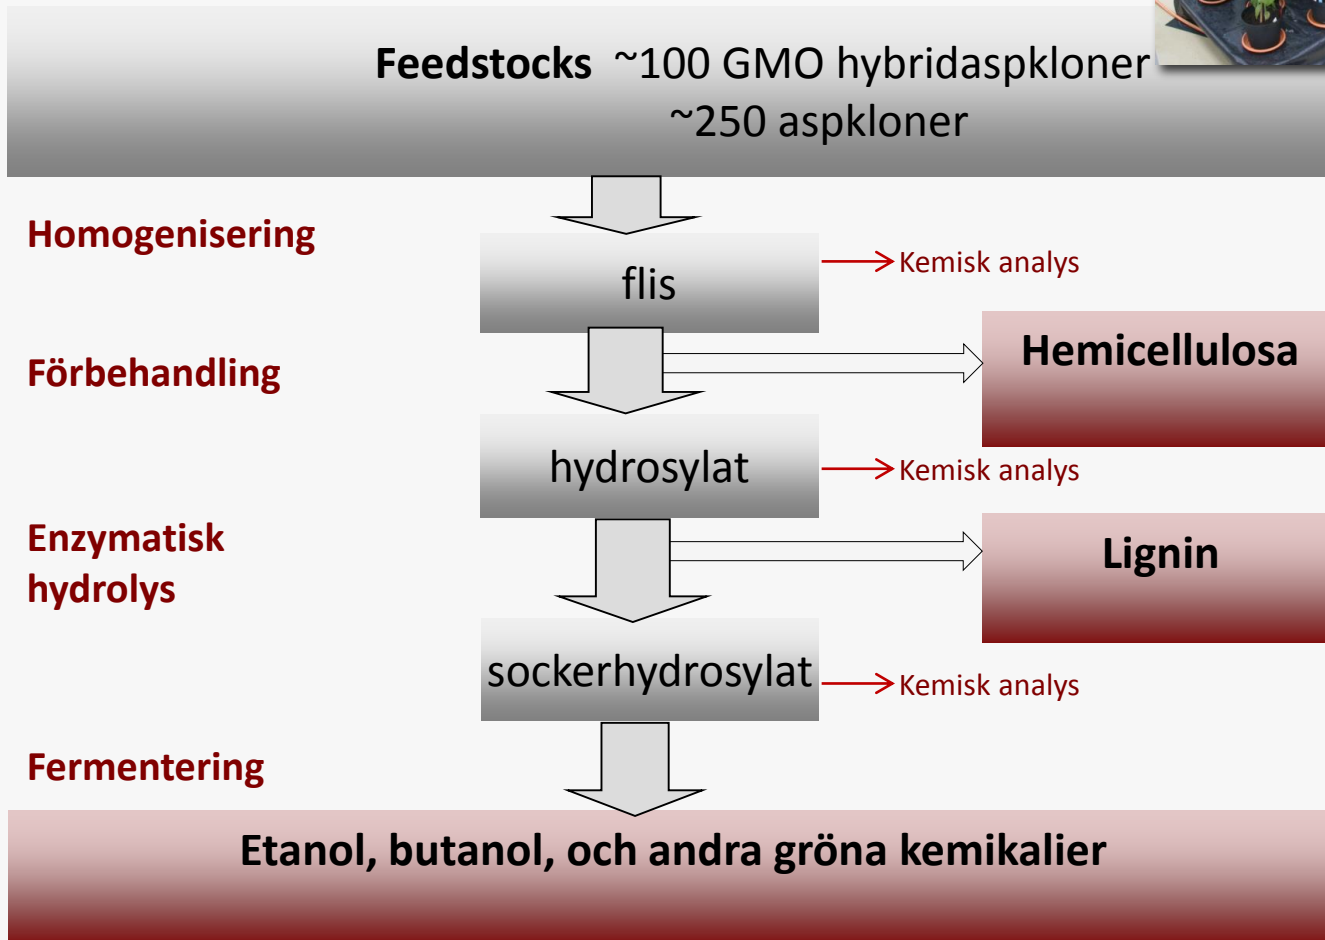 Feedstocks ~100 GMO hybridaspkloner
~250 aspkloner
Homogenisering
flis
Kemisk analys
Hemicellulosa
Förbehandling
hydrosylat
Kemisk analys
Enzymatisk
hydrolys
Lignin
sockerhydrosylat
Kemisk analys
Fermentering
Etanol, butanol, och andra gröna kemikalier